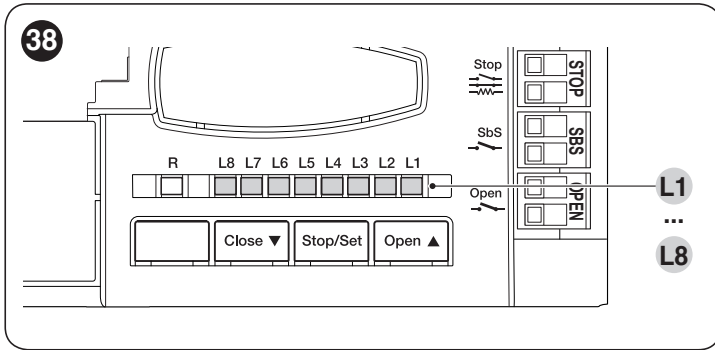 38
Stop
STOP
SbS
SBS
R L8 L7 L6 L5 L4 L3 L2 L1
Open
OPEN
L1
...
L8
Close ▼ Stop/Set Open ▲